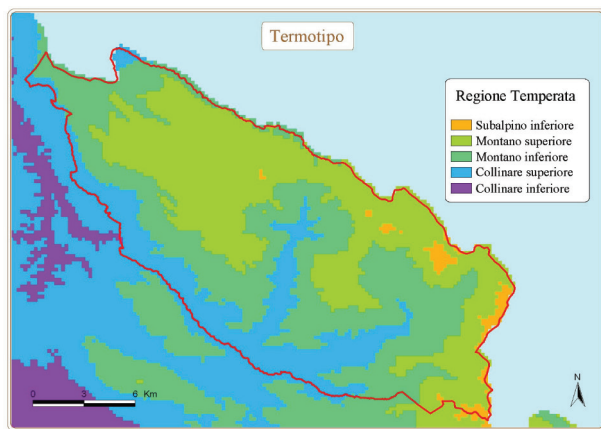 Termotipo
Regione Temperata
Subalpino inferiore
Montano superiore
Montano inferiore
Collinare superiore
Collinare inferiore
N
0 3 6 Km